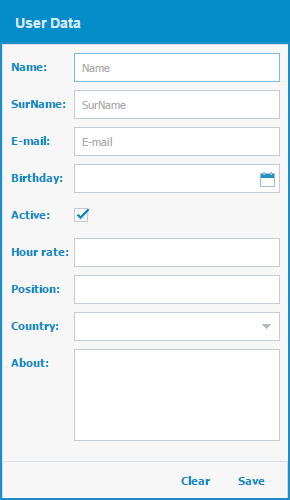 User Data
Name: Name
SurName: SurName
E-mail: E-mail
Birthday:
Active:
Hour rate:
Position:
Country:
About:
Clear Save